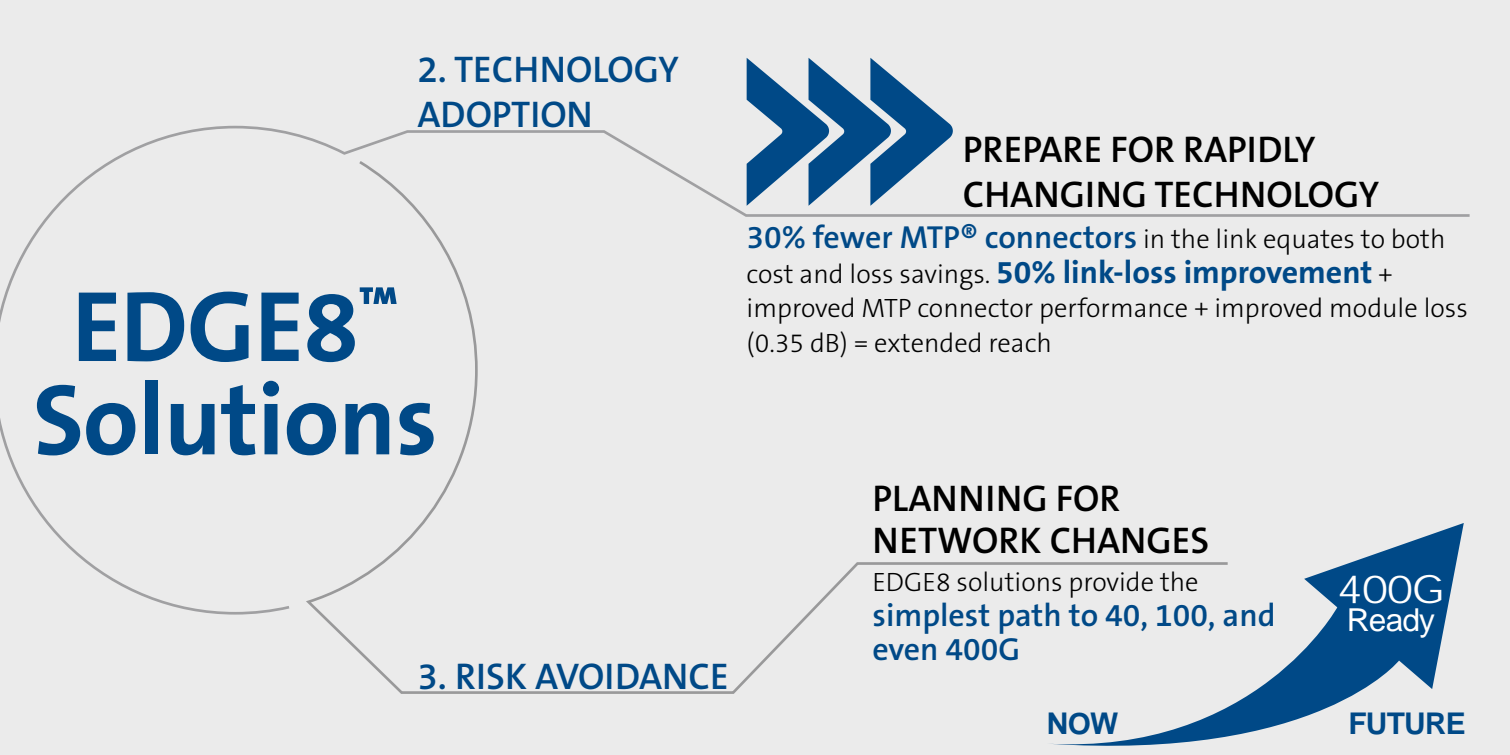 EDGE8™
Solutions
2. TECHNOLOGY
ADOPTION
PREPARE FOR RAPIDLY
CHANGING TECHNOLOGY
30% fewer MTP® connectors in the link equates to both
cost and loss savings. 50% link-loss improvement +
improved MTP connector performance + improved module loss
(0.35 dB) = extended reach
3. RISK AVOIDANCE
PLANNING FOR
NETWORK CHANGES
EDGE8 solutions provide the
simplest path to 40, 100, and
even 400G
400G
Ready
NOW
FUTURE